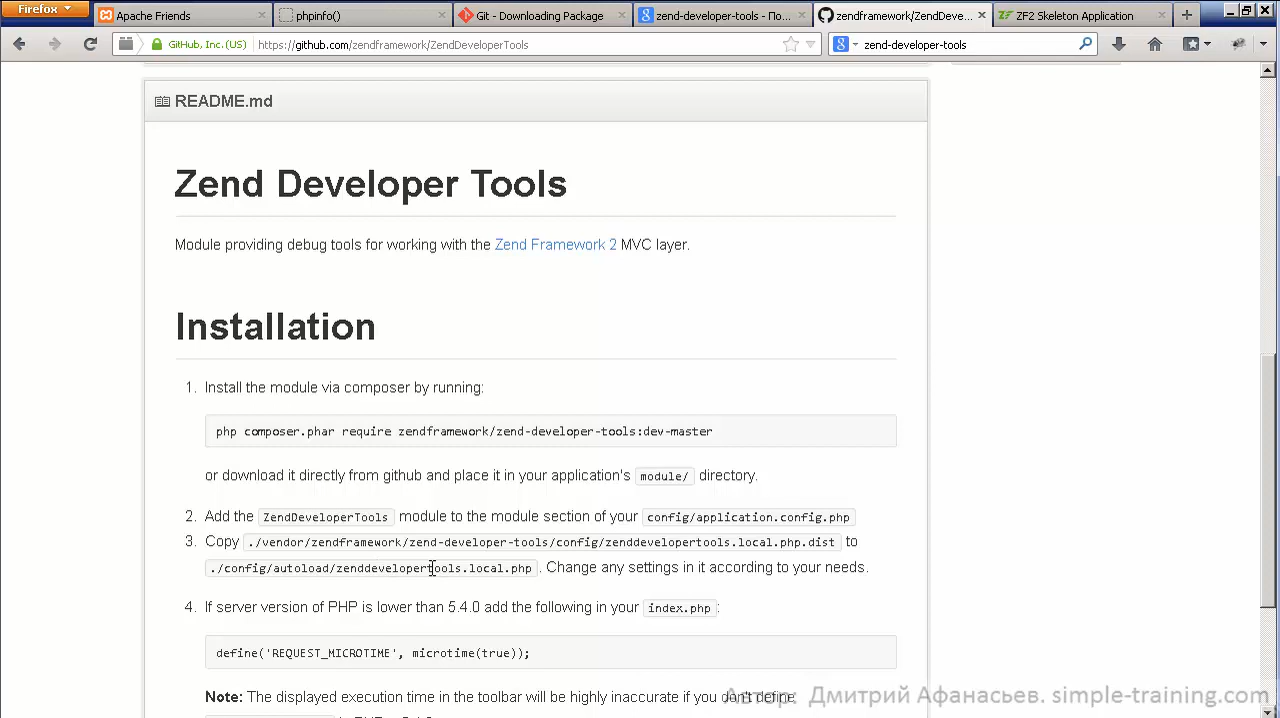 Firefox
Apache Friends
phpinfo()
Git - Downloading Package
zend-developer-tools - По...
zendframework/ZendDeve...
ZF2 Skeleton Application
GitHub, Inc. (US)
https://github.com/zendframework/ZendDeveloperTools
zend-developer-tools
README.md
Zend Developer Tools
Module providing debug tools for working with the Zend Framework 2 MVC layer.
Installation
1. Install the module via composer by running:
php composer.phar require zendframework/zend-developer-tools:dev-master
or download it directly from github and place it in your application's module/ directory.
2. Add the ZendDeveloperTools module to the module section of your config/application.config.php
3. Copy ./vendor/zendframework/zend-developer-tools/config/zenddevelopertools.local.php.dist to
./config/autoload/zenddevelopertools.local.php. Change any settings in it according to your needs.
4. If server version of PHP is lower than 5.4.0 add the following in your index.php:
define('REQUEST_MICROTIME', microtime(true));
Note: The displayed execution time in the toolbar will be highly inaccurate if you don't define
Автор: Дмитрий Афанасьев. simple-training.com